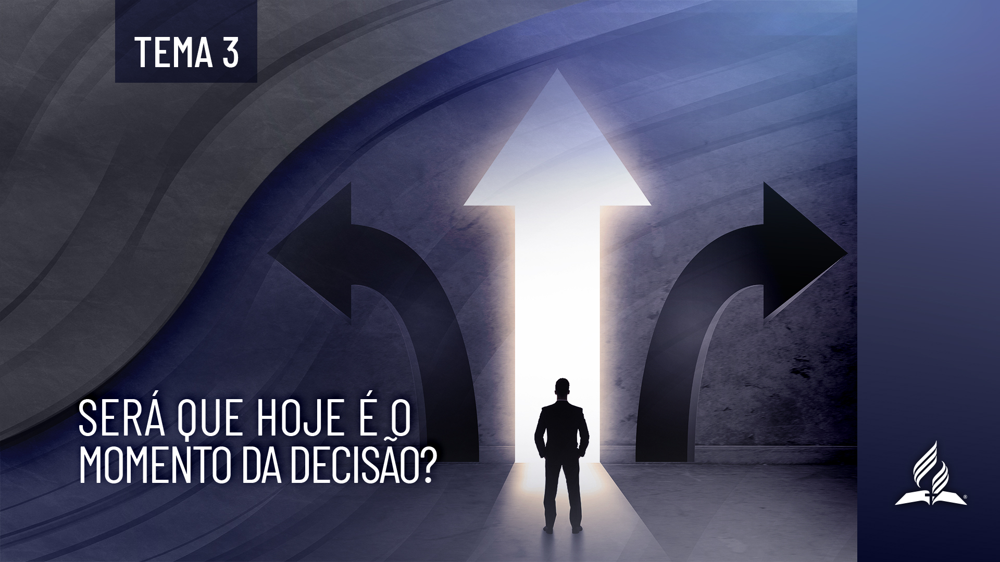 TEMA 3
SERÁ QUE HOJE É O
MOMENTO DA DECISÃO?
®